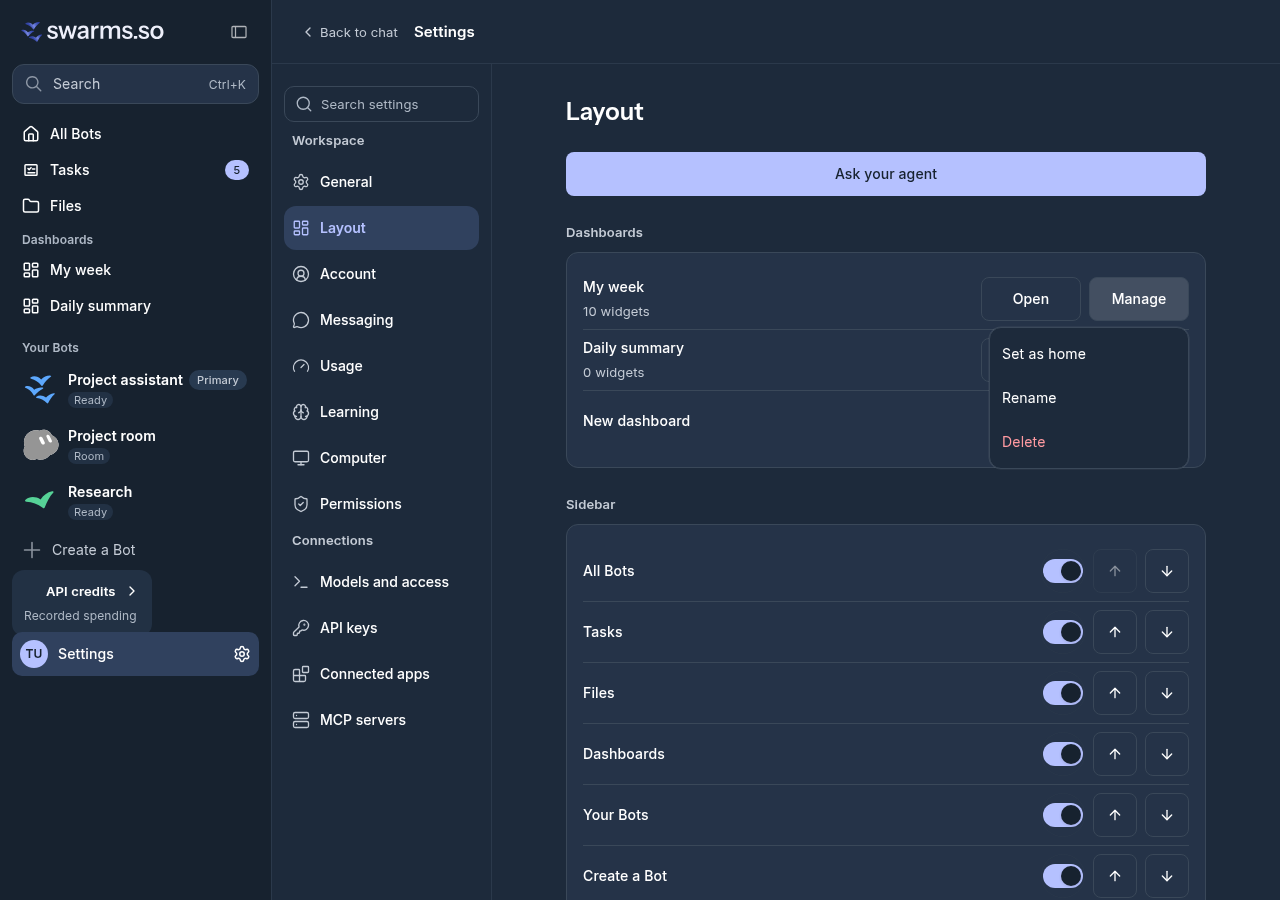 swarms.so
Search Ctrl+K
All Bots
Tasks 5
Files
Dashboards
My week
Daily summary
Your Bots
Project assistant Primary
Ready
Project room
Room
Research
Ready
Create a Bot
API credits
Recorded spending
TU Settings
Back to chat Settings
Search settings
Workspace
General
Layout
Account
Messaging
Usage
Learning
Computer
Permissions
Connections
Models and access
API keys
Connected apps
MCP servers
Layout
Ask your agent
Dashboards
My week
10 widgets
Open Manage
Daily summary
0 widgets
New dashboard
Set as home
Rename
Delete
Sidebar
All Bots
Tasks
Files
Dashboards
Your Bots
Create a Bot